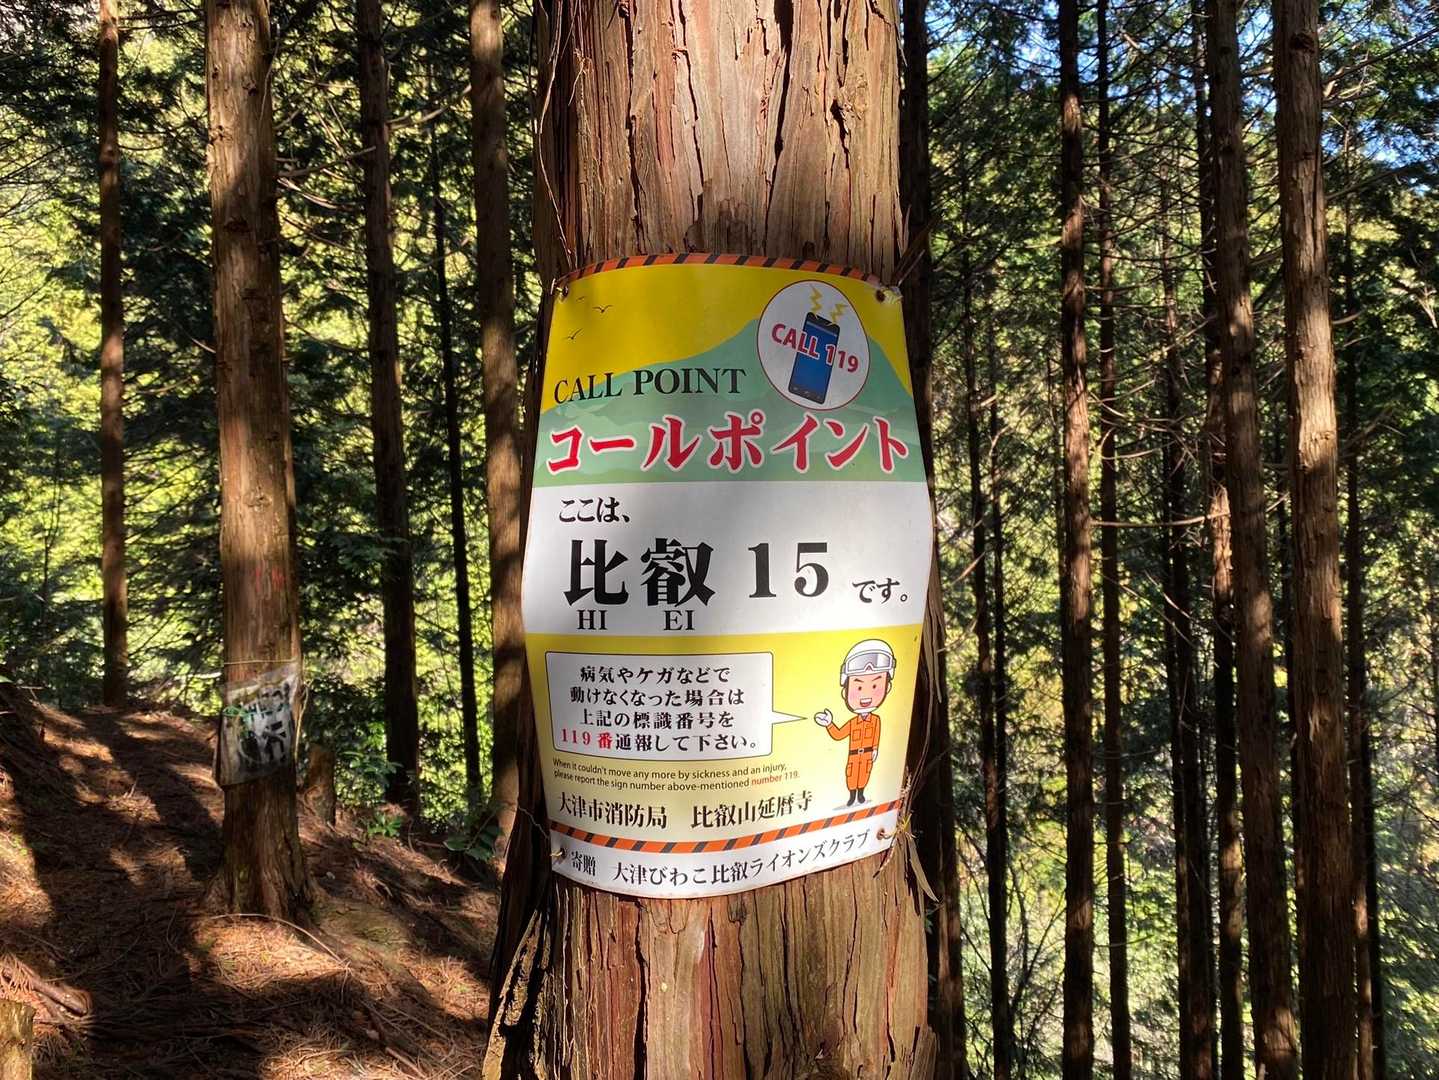 CALL 119
CALL POINT
コールポイント
ここは、
比叡 15 です。
HI EI
病気やケガなどで
動けなくなった場合は
上記の標識番号を
119番通報して下さい。
When it couldn't move any more by sickness and an injury,
please report the sign number above-mentioned number 119.
大津市消防局 比叡山延暦寺
寄贈 大津びわこ比叡ライオンズクラブ